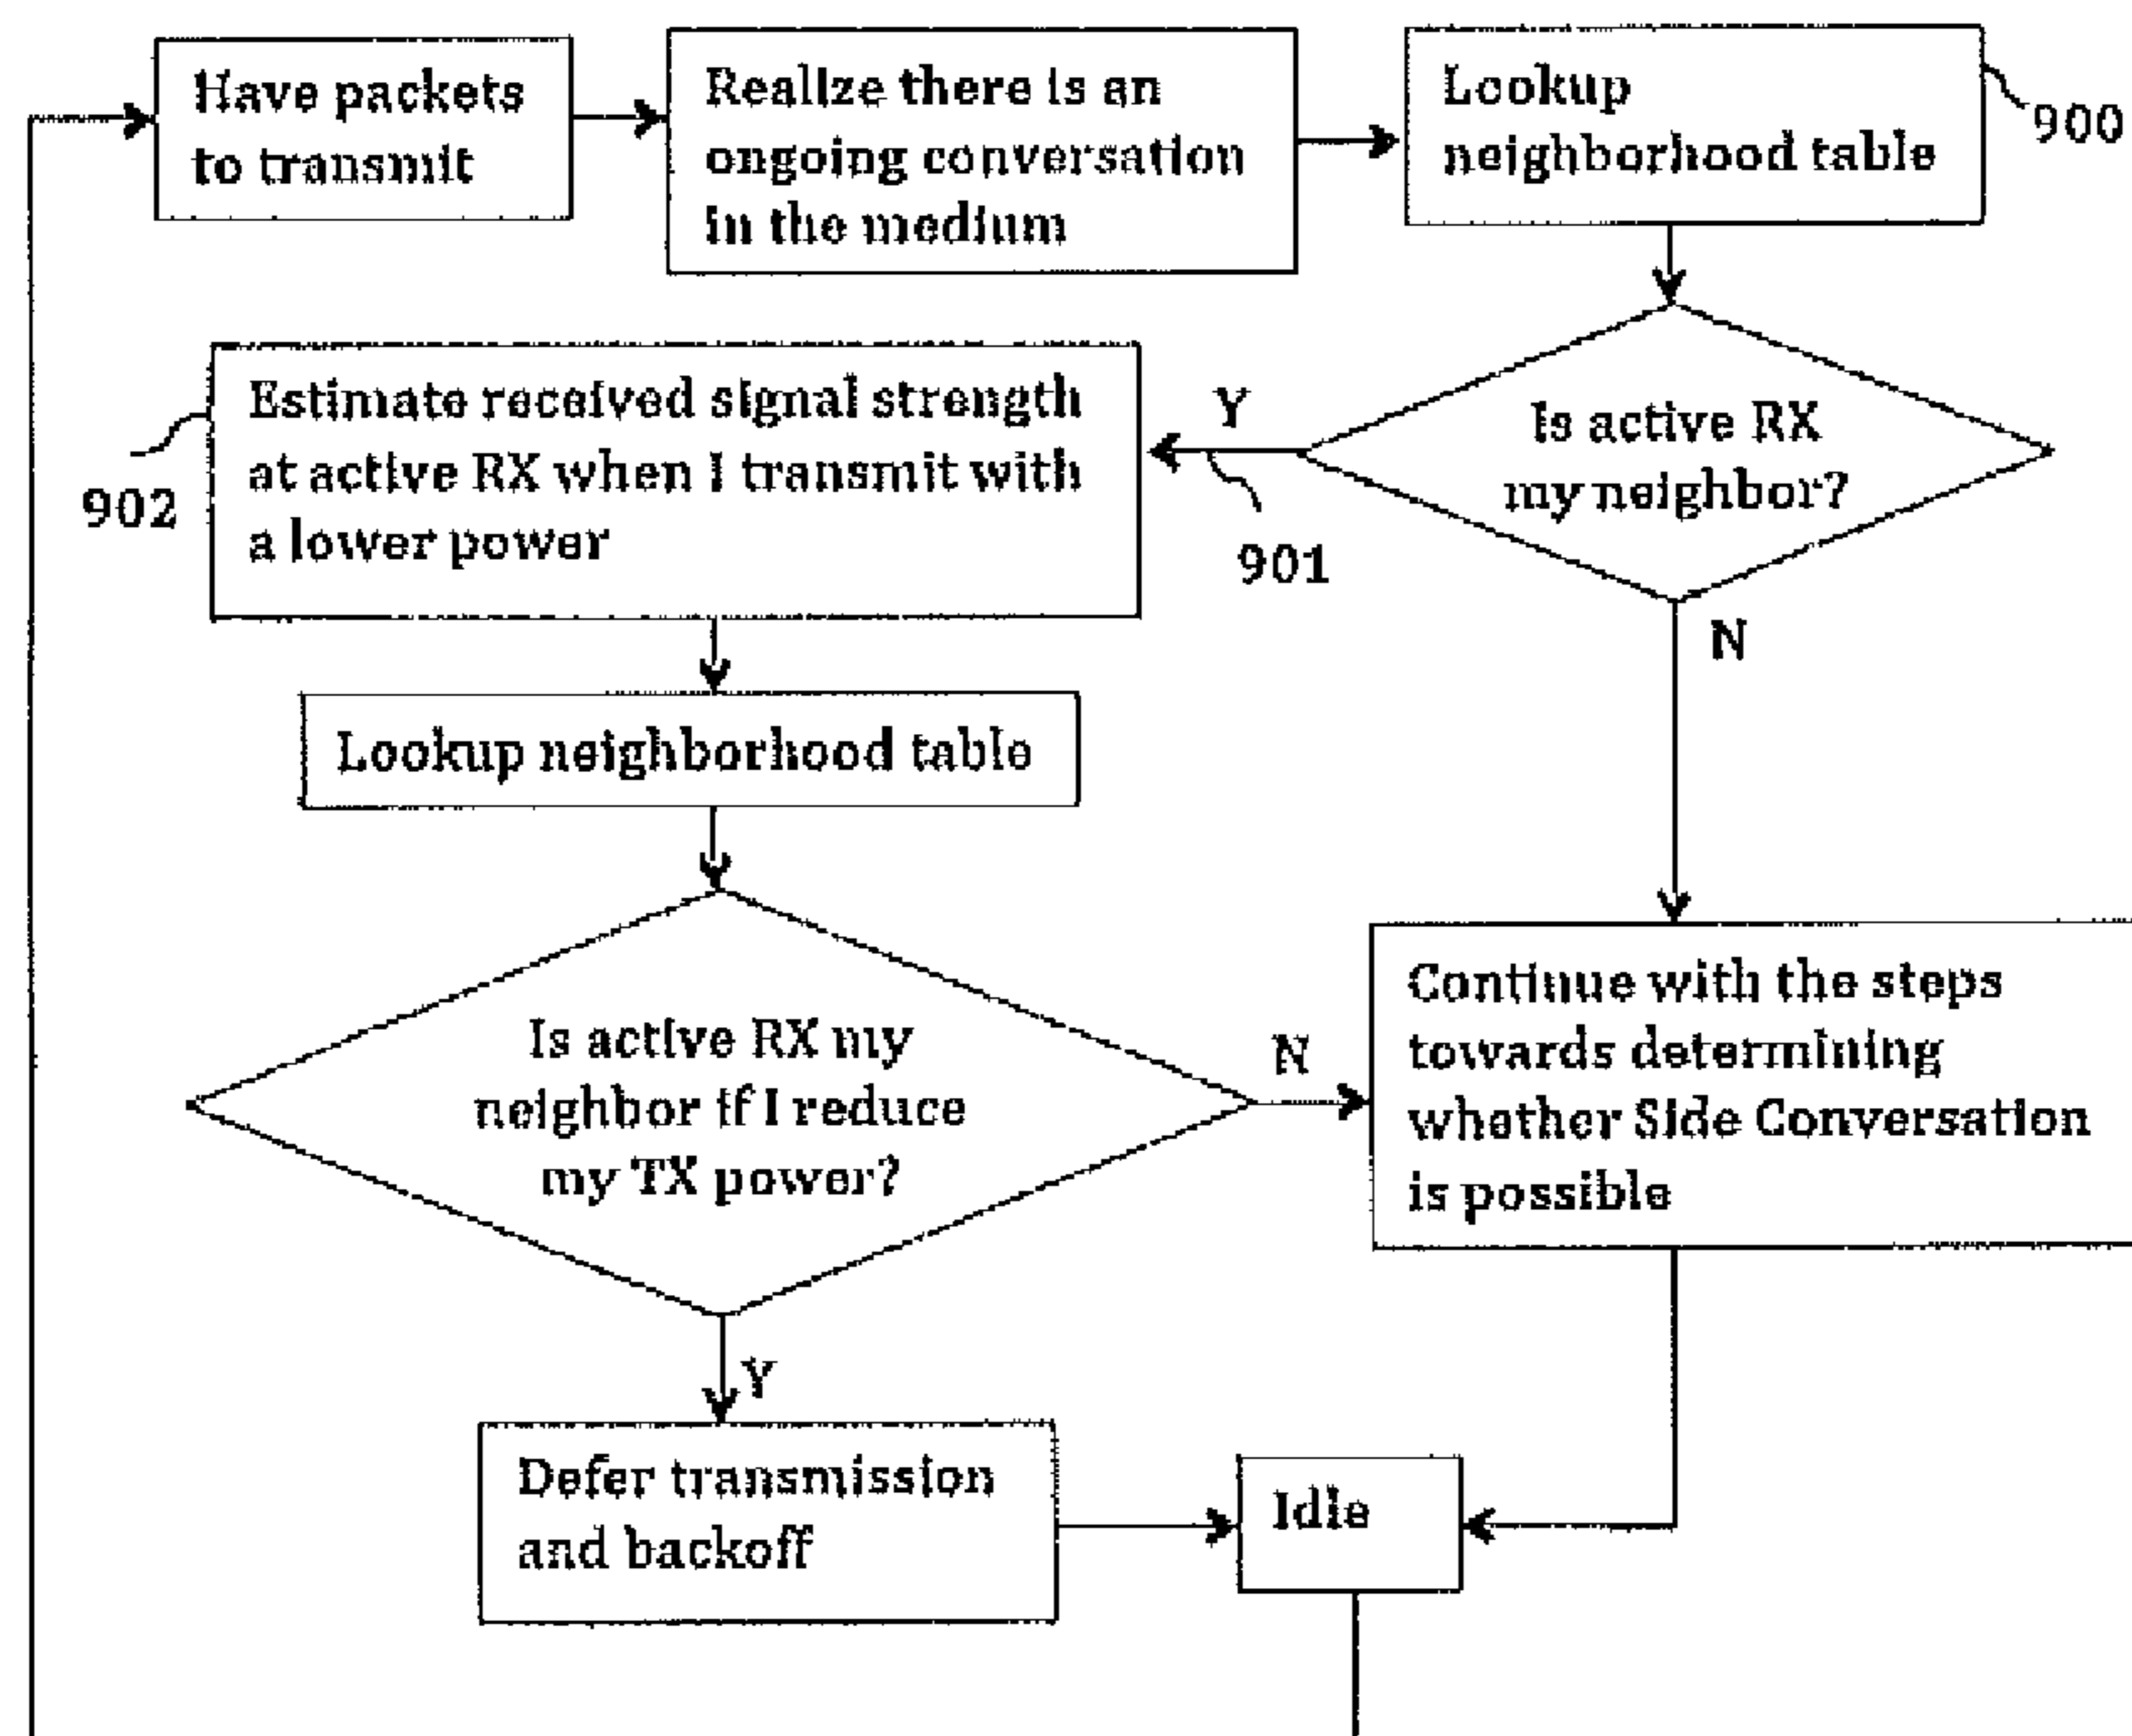 Have packets
to transmit
Realize there is an
ongoing conversation
in the medium
Lookup
neighborhood table
900
Estimate received signal strength
at active RX when I transmit with
a lower power
902
Y
901
Is active RX
my neighbor?
N
Lookup neighborhood table
Is active RX my
neighbor if I reduce
my TX power?
N
Continue with the steps
towards determining
whether Side Conversation
is possible
Y
Defer transmission
and backoff
Idle